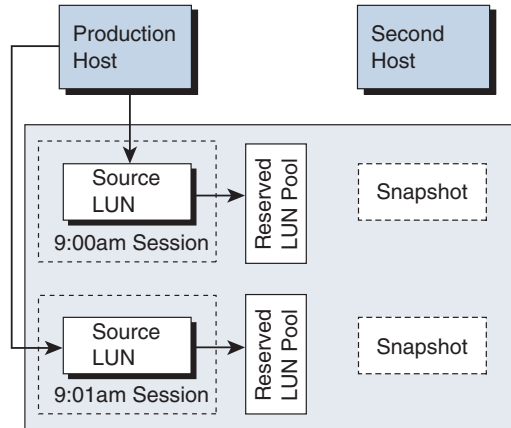 Production
Host
Second
Host
Source
LUN
9:00am Session
Reserved
LUN Pool
Snapshot
Source
LUN
9:01am Session
Reserved
LUN Pool
Snapshot